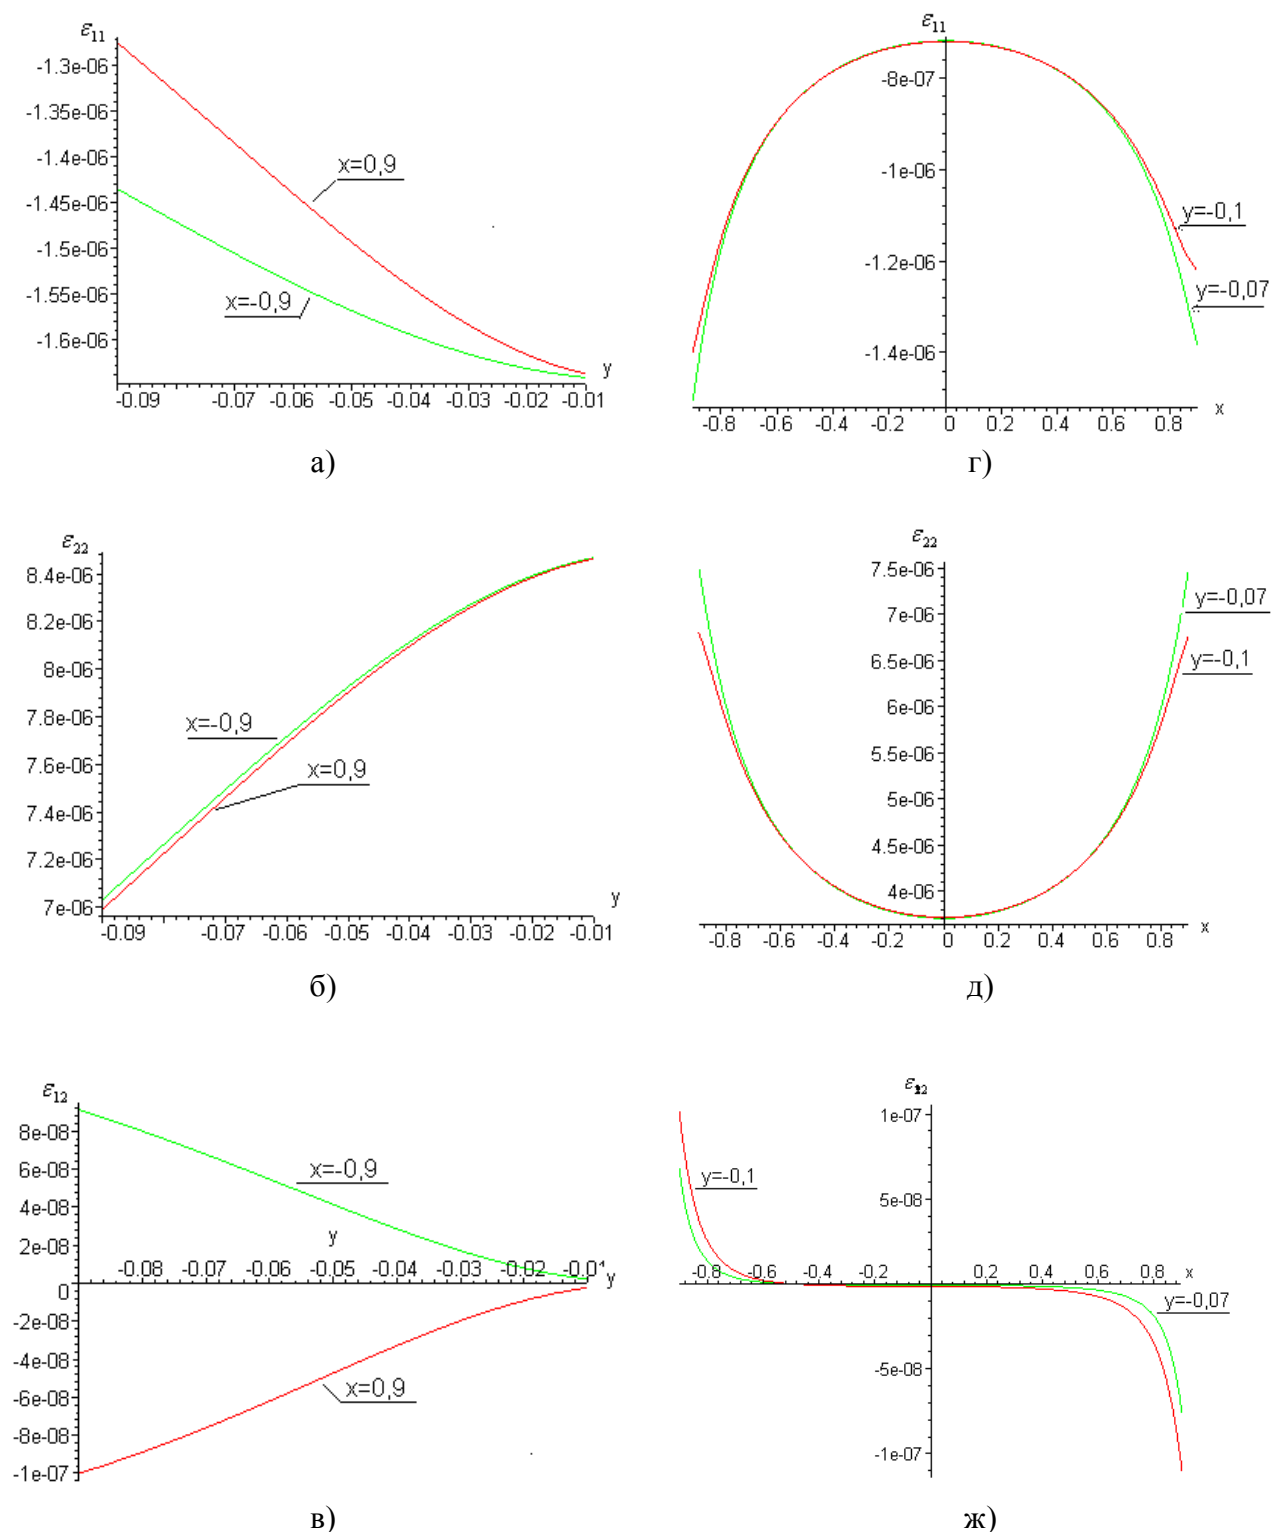 ε11
-1.3e-06
-1.35e-06
-1.4e-06
-1.45e-06
-1.5e-06
-1.55e-06
-1.6e-06
x=0,9
x=-0,9
y
-0.09 -0.07 -0.06 -0.05 -0.04 -0.03 -0.02 -0.01
а)
ε11
-8e-07
-1e-06
-1.2e-06
-1.4e-06
y=-0,1
y=-0,07
-0.8 -0.6 -0.4 -0.2 0 0.2 0.4 0.6 0.8 x
г)
ε22
8.4e-06
8.2e-06
8e-06
7.8e-06
7.6e-06
7.4e-06
7.2e-06
7e-06
x=-0,9
x=0,9
y
-0.09 -0.07 -0.06 -0.05 -0.04 -0.03 -0.02 -0.01
б)
ε22
7.5e-06
7e-06
6.5e-06
6e-06
5.5e-06
5e-06
4.5e-06
4e-06
y=-0,07
y=-0,1
-0.8 -0.6 -0.4 -0.2 0 0.2 0.4 0.6 0.8 x
д)
ε12
8e-08
6e-08
4e-08
2e-08
0
-2e-08
-4e-08
-6e-08
-8e-08
-1e-07
x=-0,9
y
-0.08 -0.07 -0.06 -0.05 -0.04 -0.03 -0.02 -0.01 y
x=0,9
в)
1e-07
5e-08
y=-0,1
-0.8 -0.6 -0.4 -0.2 0.2 0.4 0.6 0.8 x
y=-0,07
-5e-08
-1e-07
ж)